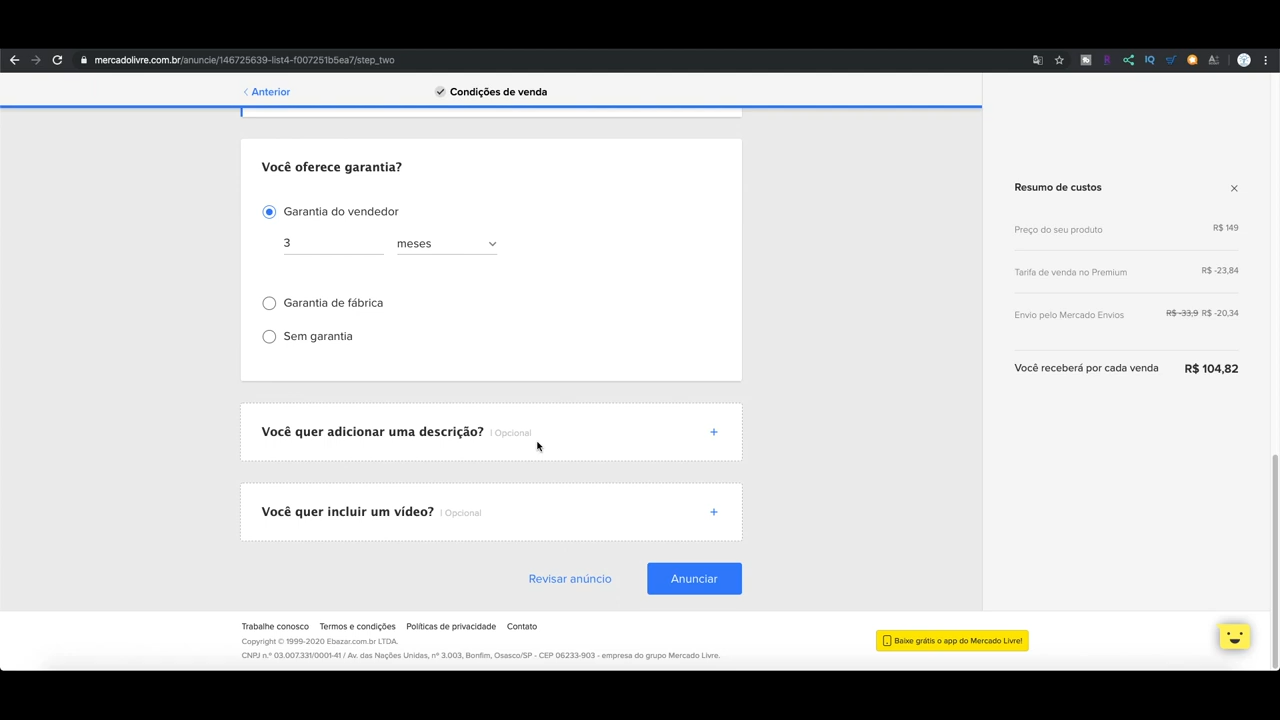 mercadolivre.com.br/anuncie/146725639-list4-f007251b5ea7/step_two
Anterior
Condições de venda
Você oferece garantia?
Garantia do vendedor
3 meses
Garantia de fábrica
Sem garantia
Você quer adicionar uma descrição? | Opcional +
Você quer incluir um vídeo? | Opcional +
Revisar anúncio Anunciar
Resumo de custos
Preço do seu produto R$ 149
Tarifa de venda no Premium R$ -23,84
Envio pelo Mercado Envios R$ -33,9 R$ -20,34
Você receberá por cada venda R$ 104,82
Trabalhe conosco Termos e condições Políticas de privacidade Contato
Copyright © 1999-2020 Ebazar.com.br LTDA.
CNPJ n.º 03.007.331/0001-41 / Av. das Nações Unidas, nº 3.003, Bonfim, Osasco/SP - CEP 06233-903 - empresa do grupo Mercado Livre.
Baixe grátis o app do Mercado Livre!